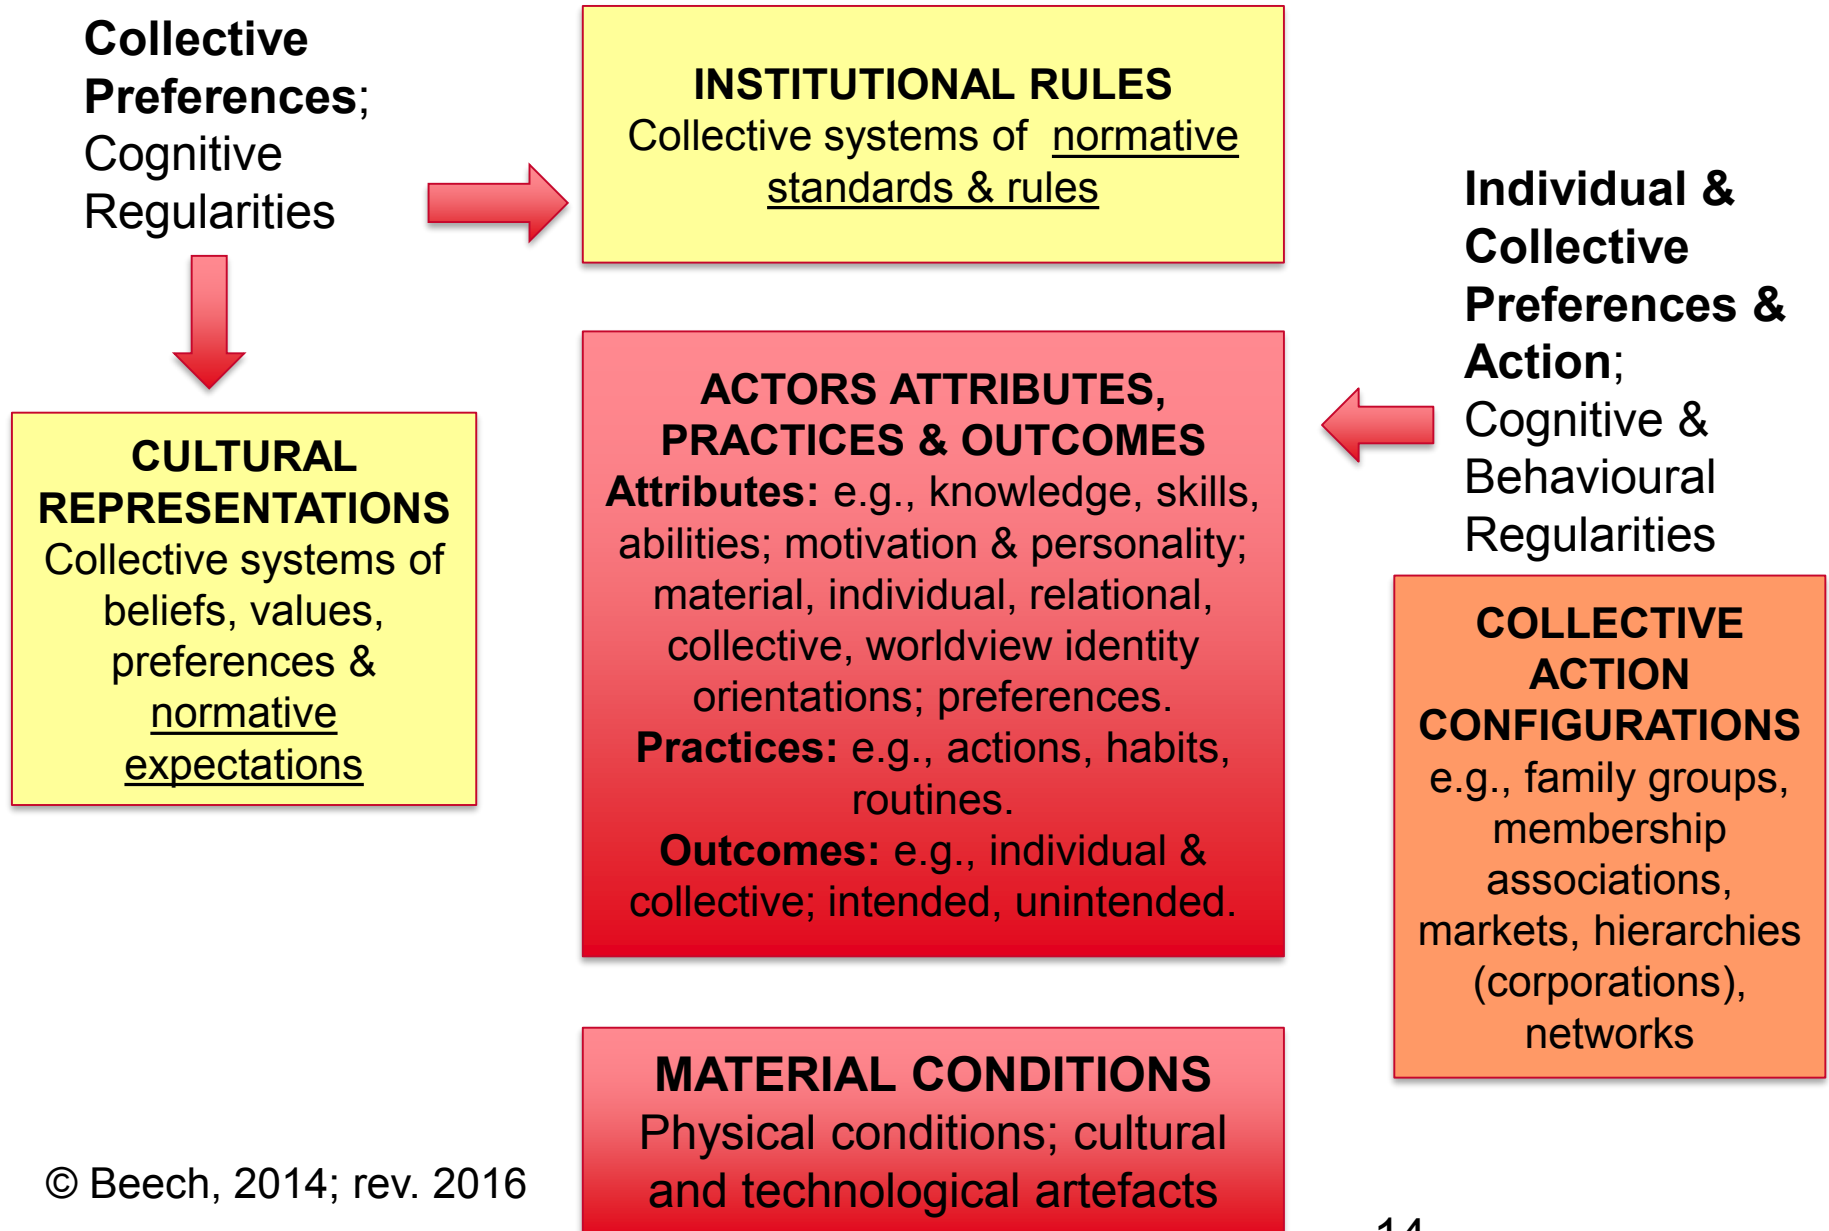 Collective
Preferences;
Cognitive
Regularities
INSTITUTIONAL RULES
Collective systems of normative
standards & rules
Individual &
Collective
Preferences &
Action;
Cognitive &
Behavioural
Regularities
CULTURAL
REPRESENTATIONS
Collective systems of
beliefs, values,
preferences &
normative
expectations
ACTORS ATTRIBUTES,
PRACTICES & OUTCOMES
Attributes: e.g., knowledge, skills,
abilities; motivation & personality;
material, individual, relational,
collective, worldview identity
orientations; preferences.
Practices: e.g., actions, habits,
routines.
Outcomes: e.g., individual &
collective; intended, unintended.
COLLECTIVE
ACTION
CONFIGURATIONS
e.g., family groups,
membership
associations,
markets, hierarchies
(corporations),
networks
MATERIAL CONDITIONS
Physical conditions; cultural
and technological artefacts
© Beech, 2014; rev. 2016
14